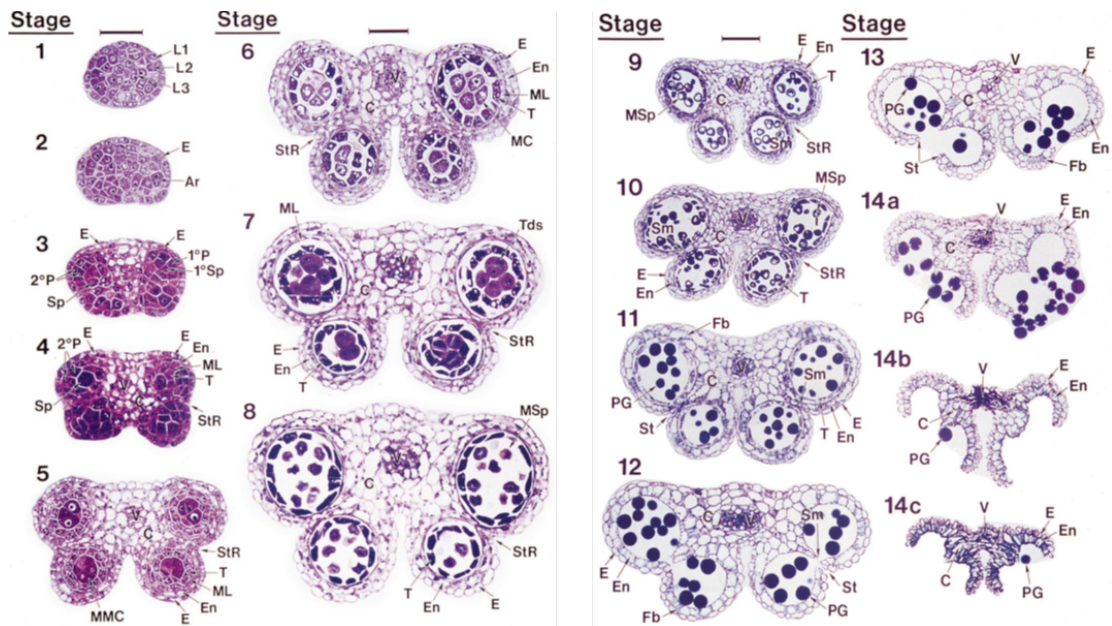 Stage
1
L1
L2
L3
2
E
Ar
3
E
E
1°P
1°Sp
2°P
Sp
4
2°P
E
E
En
ML
T
V
C
Sp
StR
5
V
C
StR
T
ML
En
E
MMC
Stage
6
E
En
ML
T
MC
V
C
StR
7
ML
Tds
V
C
E
En
T
StR
8
MSp
V
C
StR
T
En
E
Stage
9
E
En
T
V
C
MSp
Sm
StR
10
MSp
Sm
V
C
T
E
En
StR
T
11
Fb
V
C
Sm
PG
St
T
En
E
12
C
V
Sm
E
En
Fb
St
PG
Stage
13
V
E
PG
C
En
St
Fb
14a
V
E
En
C
PG
14b
V
E
En
C
PG
14c
V
E
En
C
PG